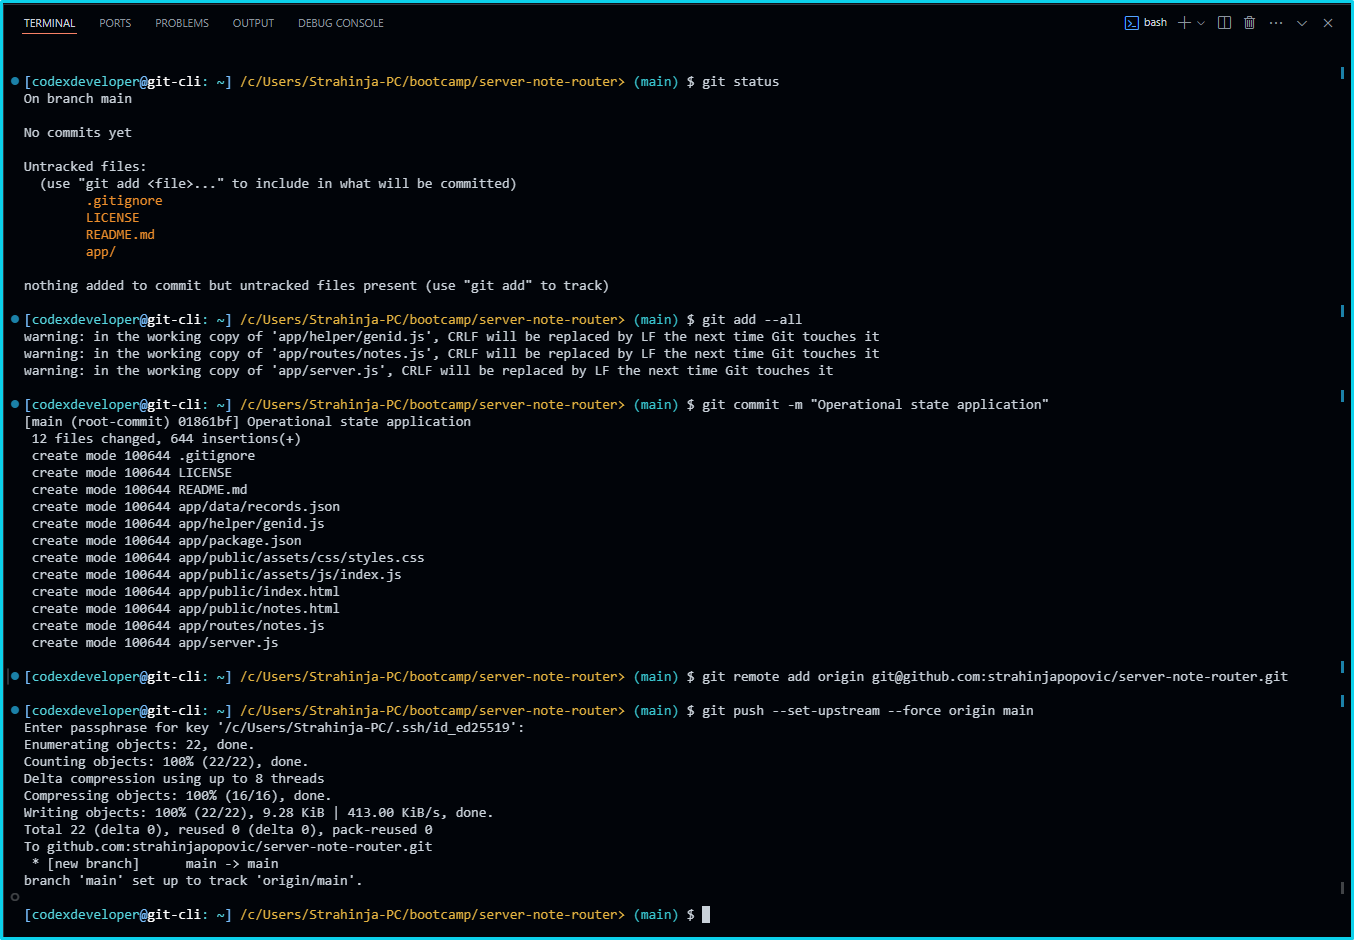 TERMINAL PORTS PROBLEMS OUTPUT DEBUG CONSOLE bash
[codexdeveloper@git-cli: ~] /c/Users/Strahinja-PC/bootcamp/server-note-router> (main) $ git status
On branch main
No commits yet
Untracked files:
  (use "git add <file>..." to include in what will be committed)
        .gitignore
        LICENSE
        README.md
        app/
nothing added to commit but untracked files present (use "git add" to track)
[codexdeveloper@git-cli: ~] /c/Users/Strahinja-PC/bootcamp/server-note-router> (main) $ git add --all
warning: in the working copy of 'app/helper/genid.js', CRLF will be replaced by LF the next time Git touches it
warning: in the working copy of 'app/routes/notes.js', CRLF will be replaced by LF the next time Git touches it
warning: in the working copy of 'app/server.js', CRLF will be replaced by LF the next time Git touches it
[codexdeveloper@git-cli: ~] /c/Users/Strahinja-PC/bootcamp/server-note-router> (main) $ git commit -m "Operational state application"
[main (root-commit) 01861bf] Operational state application
 12 files changed, 644 insertions(+)
 create mode 100644 .gitignore
 create mode 100644 LICENSE
 create mode 100644 README.md
 create mode 100644 app/data/records.json
 create mode 100644 app/helper/genid.js
 create mode 100644 app/package.json
 create mode 100644 app/public/assets/css/styles.css
 create mode 100644 app/public/assets/js/index.js
 create mode 100644 app/public/index.html
 create mode 100644 app/public/notes.html
 create mode 100644 app/routes/notes.js
 create mode 100644 app/server.js
[codexdeveloper@git-cli: ~] /c/Users/Strahinja-PC/bootcamp/server-note-router> (main) $ git remote add origin git@github.com:strahinjapopovic/server-note-router.git
[codexdeveloper@git-cli: ~] /c/Users/Strahinja-PC/bootcamp/server-note-router> (main) $ git push --set-upstream --force origin main
Enter passphrase for key '/c/Users/Strahinja-PC/.ssh/id_ed25519':
Enumerating objects: 22, done.
Counting objects: 100% (22/22), done.
Delta compression using up to 8 threads
Compressing objects: 100% (16/16), done.
Writing objects: 100% (22/22), 9.28 KiB | 413.00 KiB/s, done.
Total 22 (delta 0), reused 0 (delta 0), pack-reused 0
To github.com:strahinjapopovic/server-note-router.git
 * [new branch]      main -> main
branch 'main' set up to track 'origin/main'.
[codexdeveloper@git-cli: ~] /c/Users/Strahinja-PC/bootcamp/server-note-router> (main) $